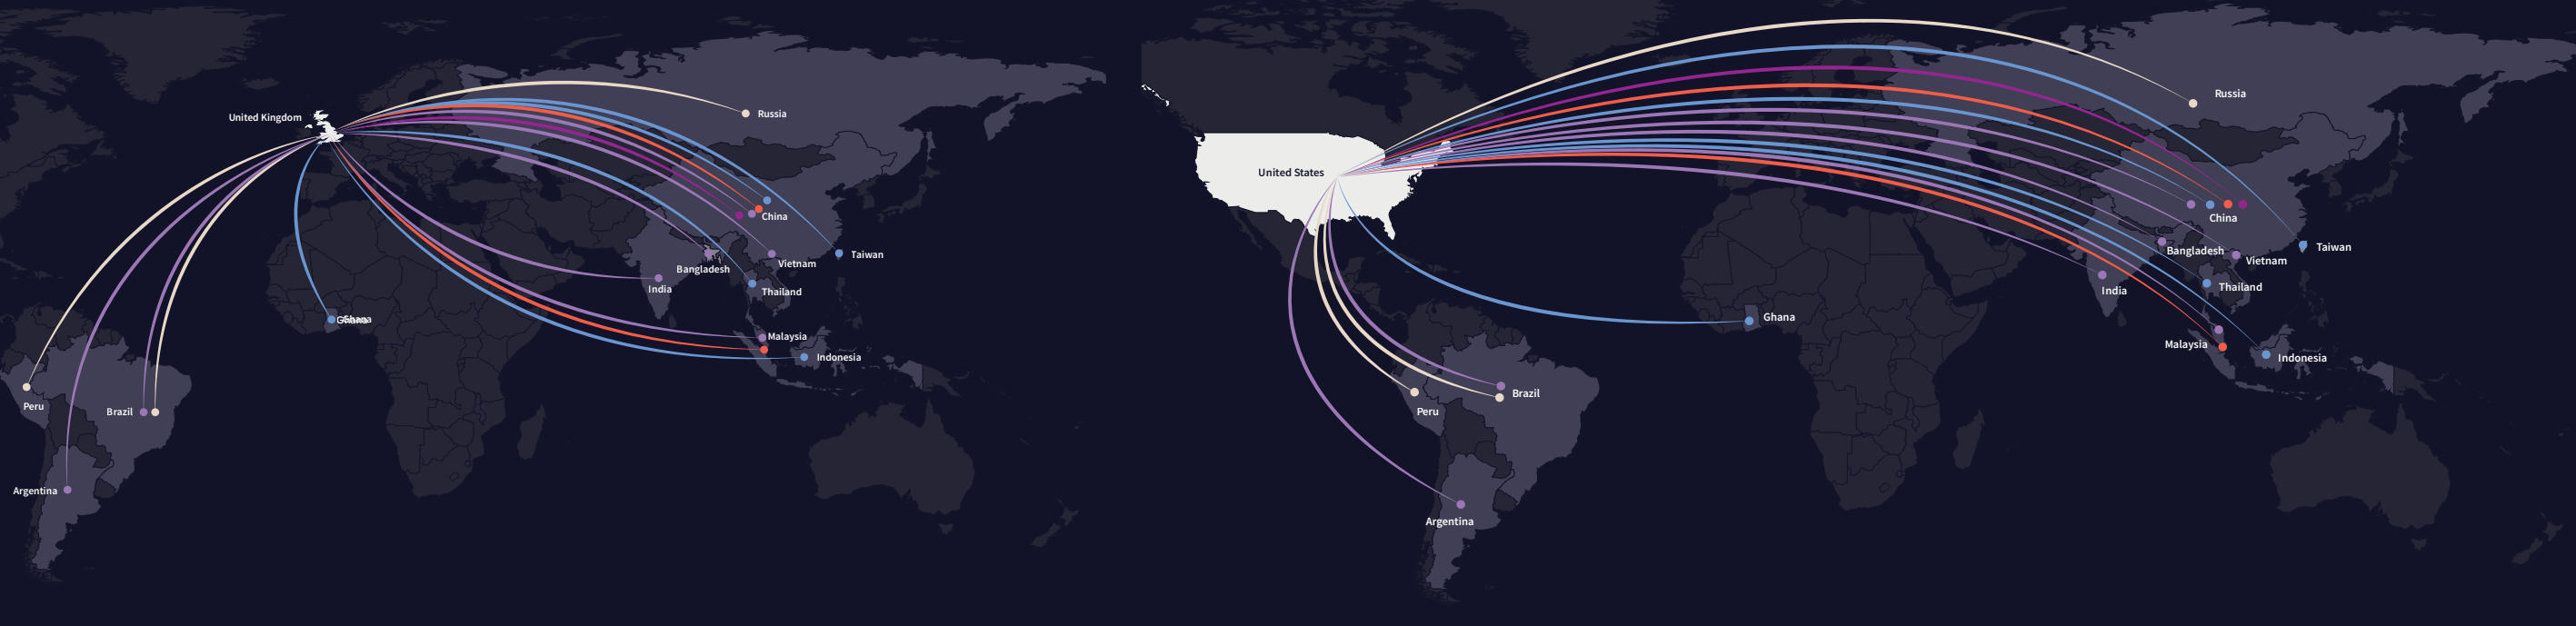 United Kingdom
Russia
China
Taiwan
Vietnam
Bangladesh
India
Thailand
Ghana
Malaysia
Indonesia
Peru
Brazil
Argentina
United States
Russia
China
Taiwan
Bangladesh
Vietnam
Thailand
India
Ghana
Malaysia
Indonesia
Brazil
Peru
Argentina